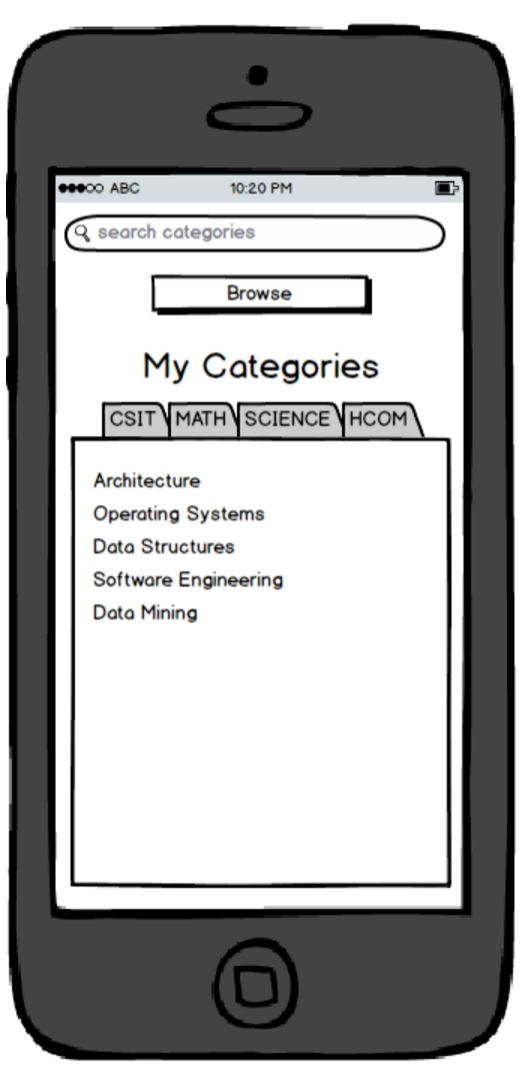 ABC 10:20 PM
search categories
Browse
My Categories
CSIT MATH SCIENCE HCOM
Architecture
Operating Systems
Data Structures
Software Engineering
Data Mining